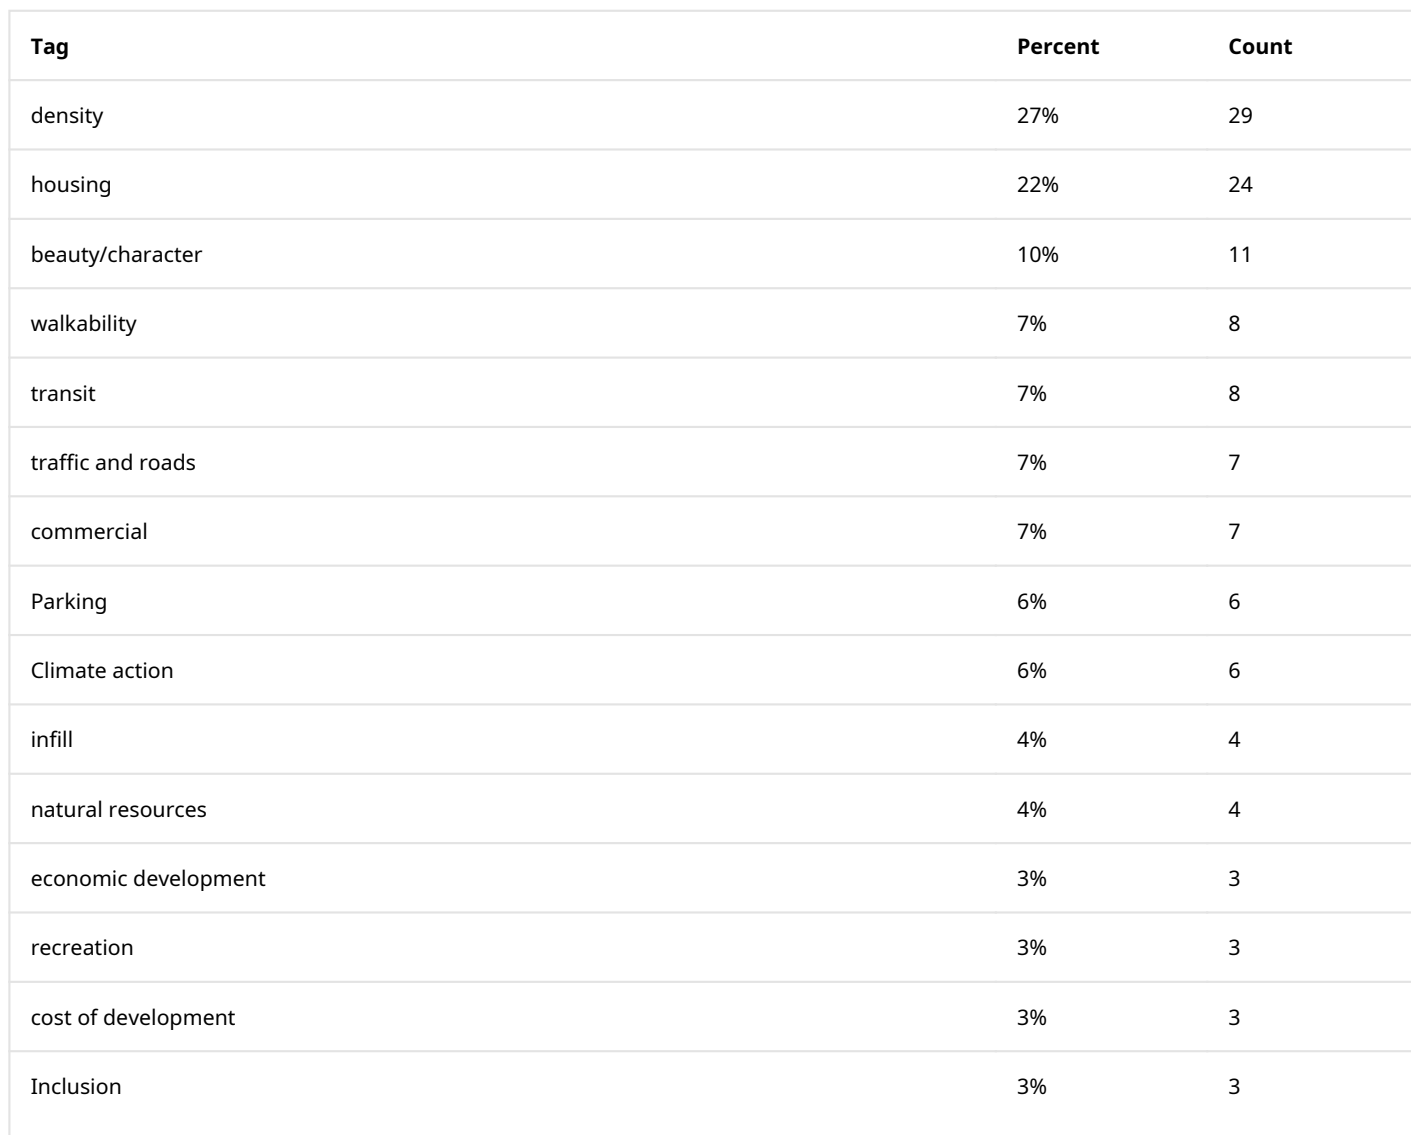 Tag Percent Count
density 27% 29
housing 22% 24
beauty/character 10% 11
walkability 7% 8
transit 7% 8
traffic and roads 7% 7
commercial 7% 7
Parking 6% 6
Climate action 6% 6
infill 4% 4
natural resources 4% 4
economic development 3% 3
recreation 3% 3
cost of development 3% 3
Inclusion 3% 3